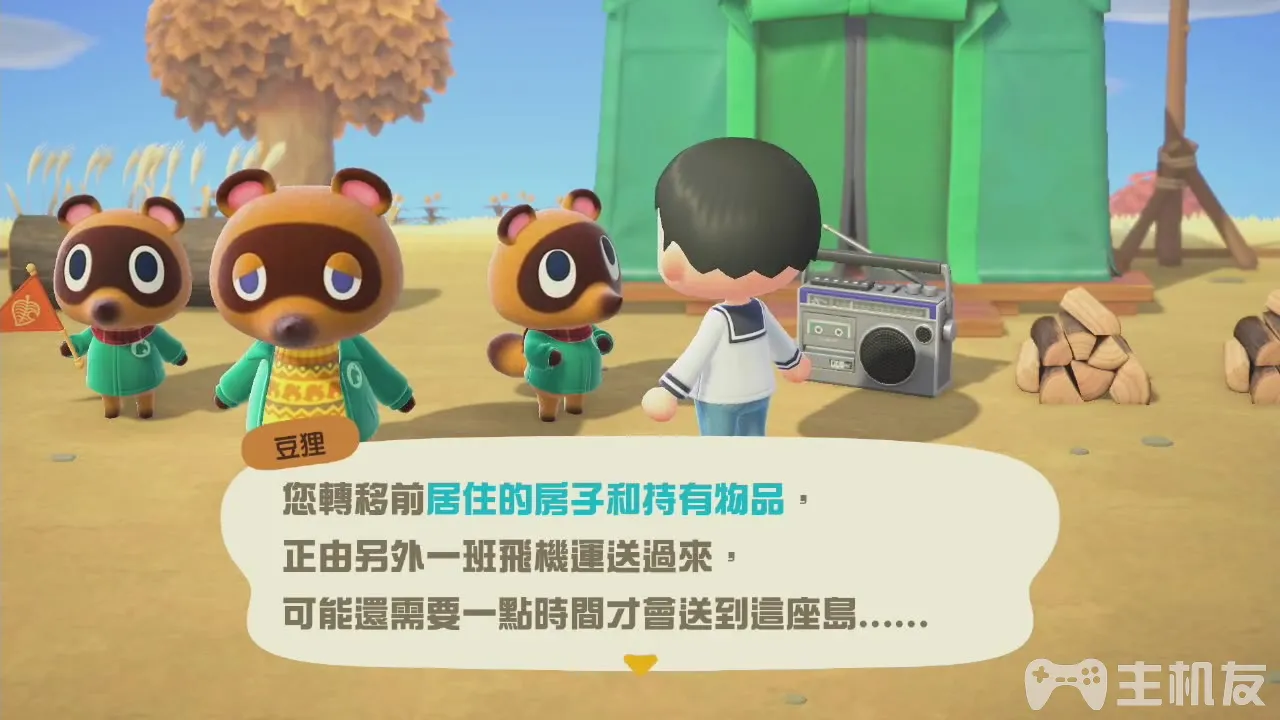 豆狸
您轉移前居住的房子和持有物品，
正由另外一班飛機運送過來，
可能還需要一點時間才會送到這座島……
主机友